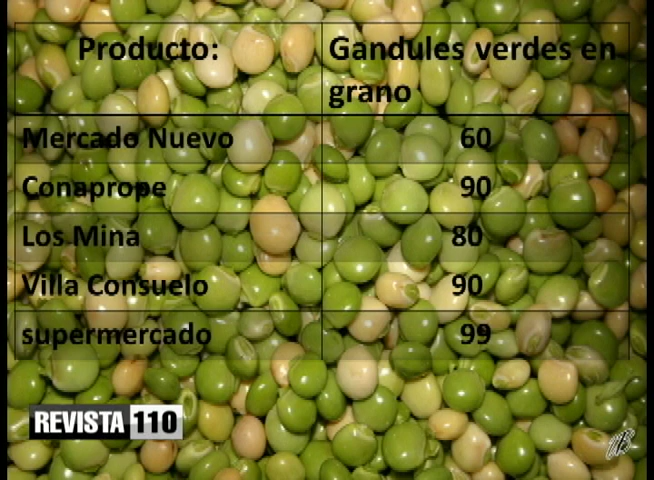 Producto: Gandules verdes en
grano
Mercado Nuevo 60
Conaprope 90
Los Mina 80
Villa Consuelo 90
supermercado 99
REVISTA 110